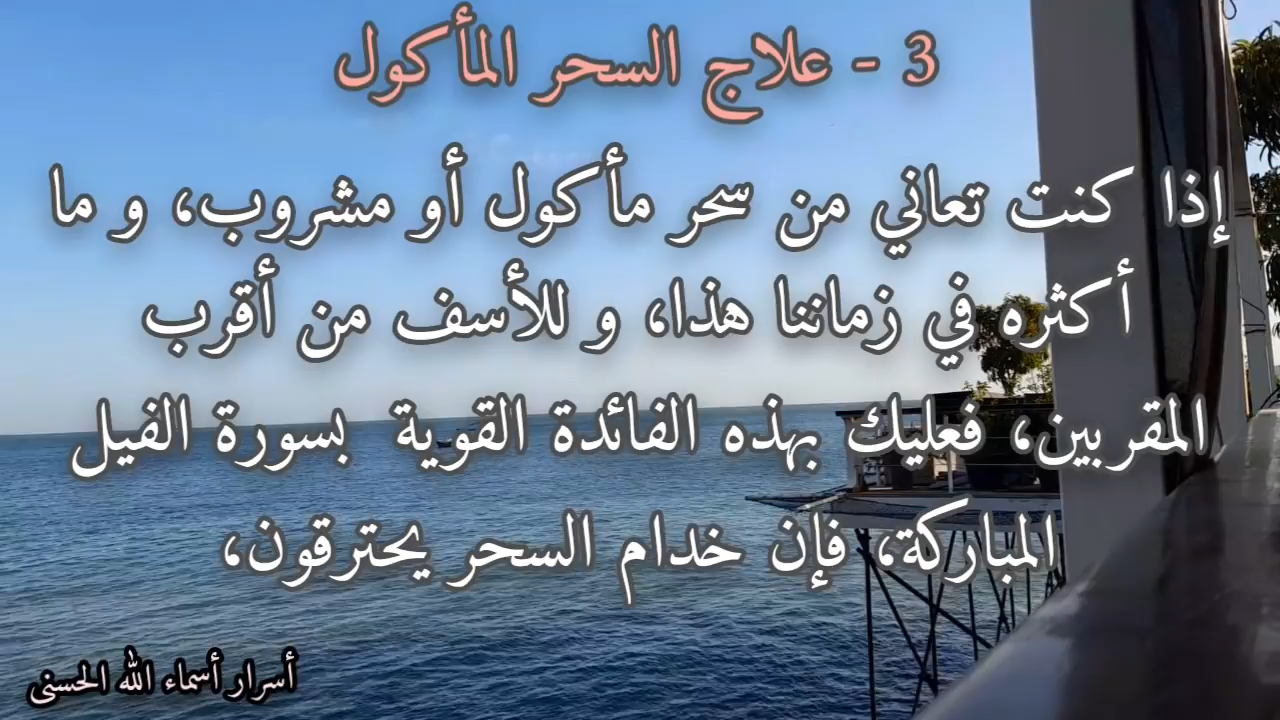 3 - علاج السحر المأكول
إذا كنت تعاني من سحر مأكول أو مشروب، و ما
أكثره في زماننا هذا، و للأسف من أقرب
المقربين، فعليك بهذه الفائدة القوية بسورة الفيل
المباركة، فإن خدام السحر يحترقون،
أسرار أسماء الله الحسنى